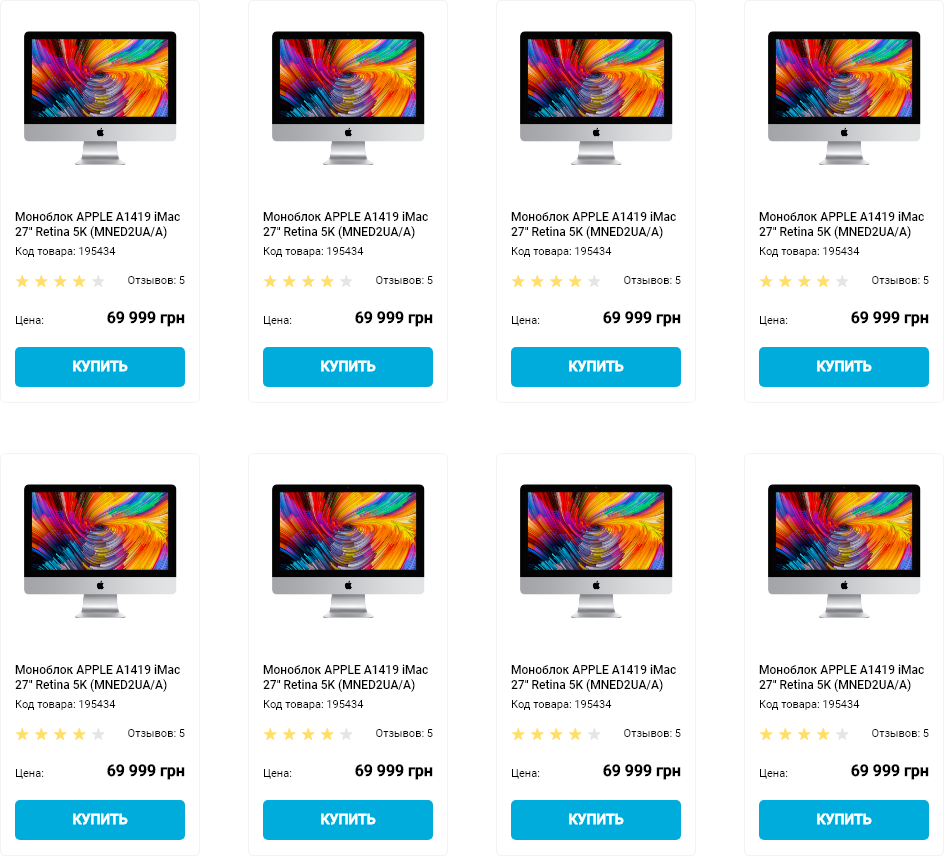 Моноблок APPLE A1419 iMac
27" Retina 5K (MNED2UA/A)
Код товара: 195434
Отзывов: 5
Цена: 69 999 грн
КУПИТЬ
Моноблок APPLE A1419 iMac
27" Retina 5K (MNED2UA/A)
Код товара: 195434
Отзывов: 5
Цена: 69 999 грн
КУПИТЬ
Моноблок APPLE A1419 iMac
27" Retina 5K (MNED2UA/A)
Код товара: 195434
Отзывов: 5
Цена: 69 999 грн
КУПИТЬ
Моноблок APPLE A1419 iMac
27" Retina 5K (MNED2UA/A)
Код товара: 195434
Отзывов: 5
Цена: 69 999 грн
КУПИТЬ
Моноблок APPLE A1419 iMac
27" Retina 5K (MNED2UA/A)
Код товара: 195434
Отзывов: 5
Цена: 69 999 грн
КУПИТЬ
Моноблок APPLE A1419 iMac
27" Retina 5K (MNED2UA/A)
Код товара: 195434
Отзывов: 5
Цена: 69 999 грн
КУПИТЬ
Моноблок APPLE A1419 iMac
27" Retina 5K (MNED2UA/A)
Код товара: 195434
Отзывов: 5
Цена: 69 999 грн
КУПИТЬ
Моноблок APPLE A1419 iMac
27" Retina 5K (MNED2UA/A)
Код товара: 195434
Отзывов: 5
Цена: 69 999 грн
КУПИТЬ